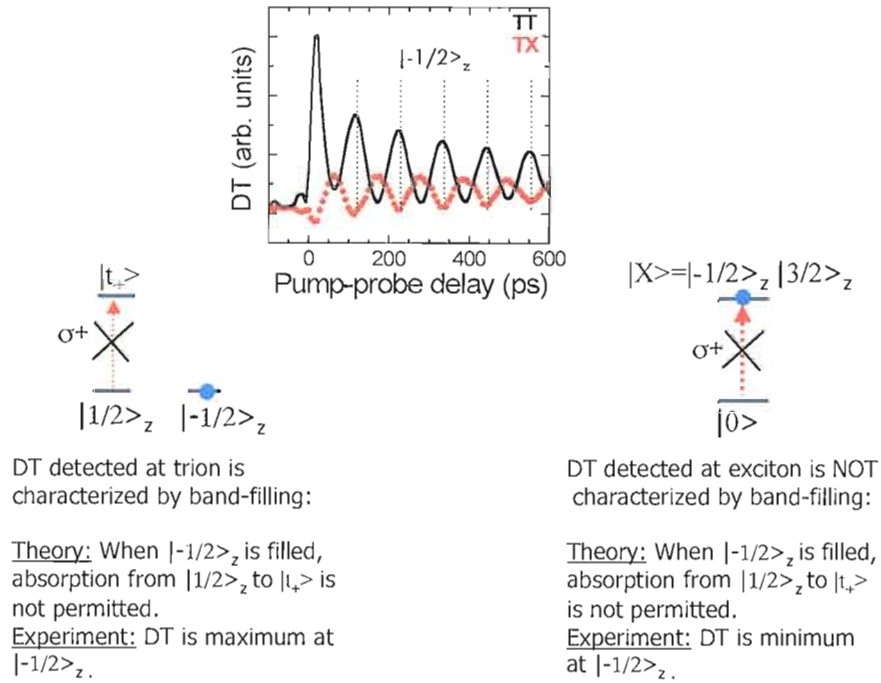 TT
TX
|-1/2>z
DT (arb. units)
0 200 400 600
Pump-probe delay (ps)
|t+>
σ+
|1/2>z |-1/2>z
DT detected at trion is
characterized by band-filling:
Theory: When |-1/2>z is filled,
absorption from |1/2>z to |t+> is
not permitted.
Experiment: DT is maximum at
|-1/2>z.
|X>=|-1/2>z |3/2>z
σ+
|0>
DT detected at exciton is NOT
characterized by band-filling:
Theory: When |-1/2>z is filled,
absorption from |1/2>z to |t+>
is not permitted.
Experiment: DT is minimum
at |-1/2>z.